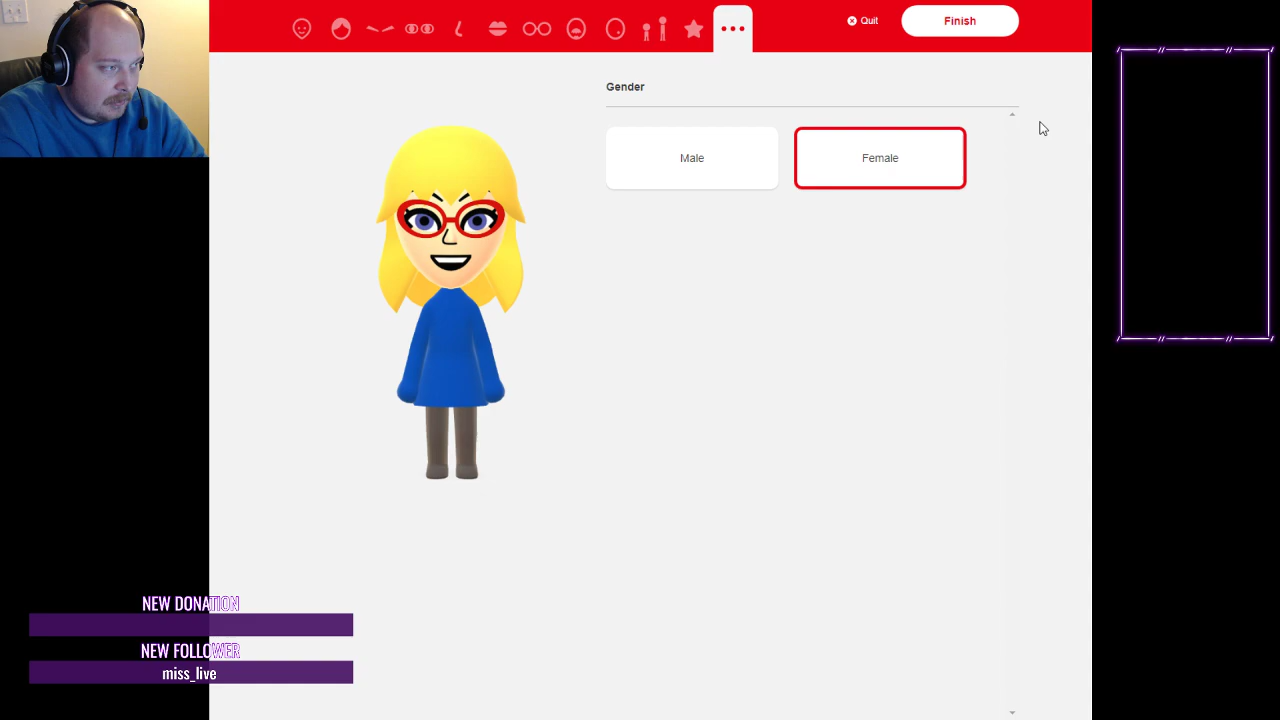 Quit
Finish
Gender
Male
Female
NEW DONATION
NEW FOLLOWER
miss_live